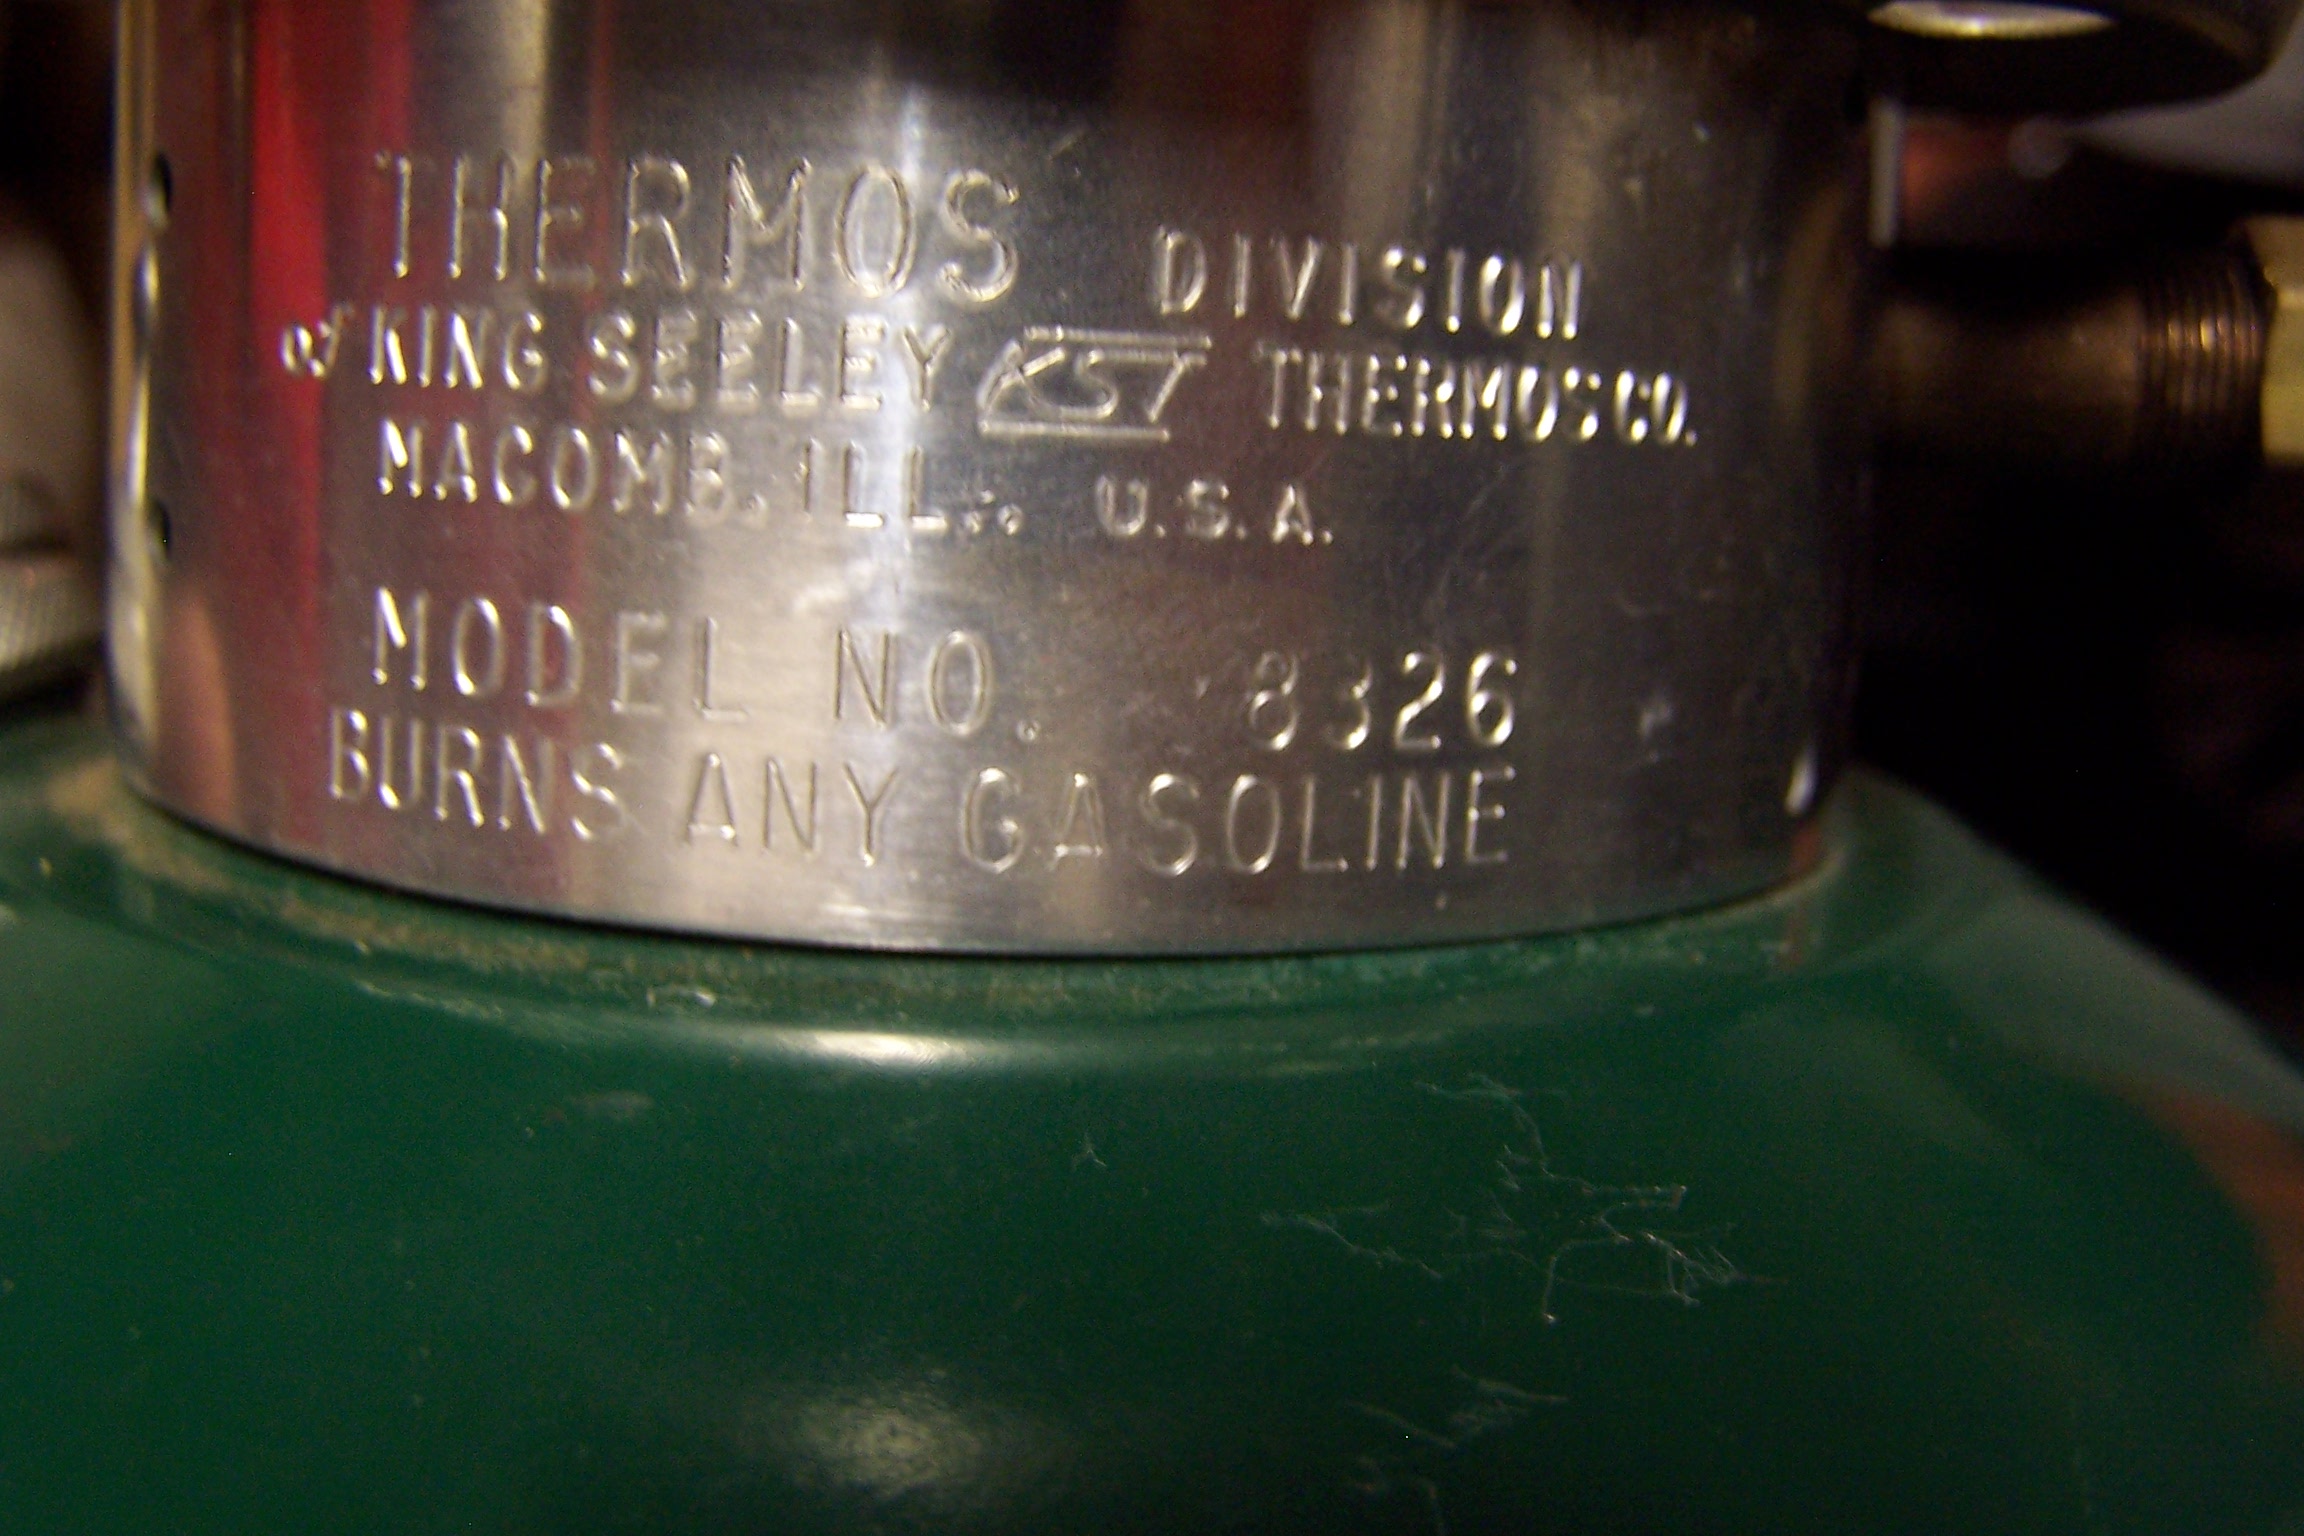 THERMOS DIVISION
of KING SEELEY KST THERMOS CO.
MACOMB, ILL., U.S.A.
MODEL NO. 8326
BURNS ANY GASOLINE